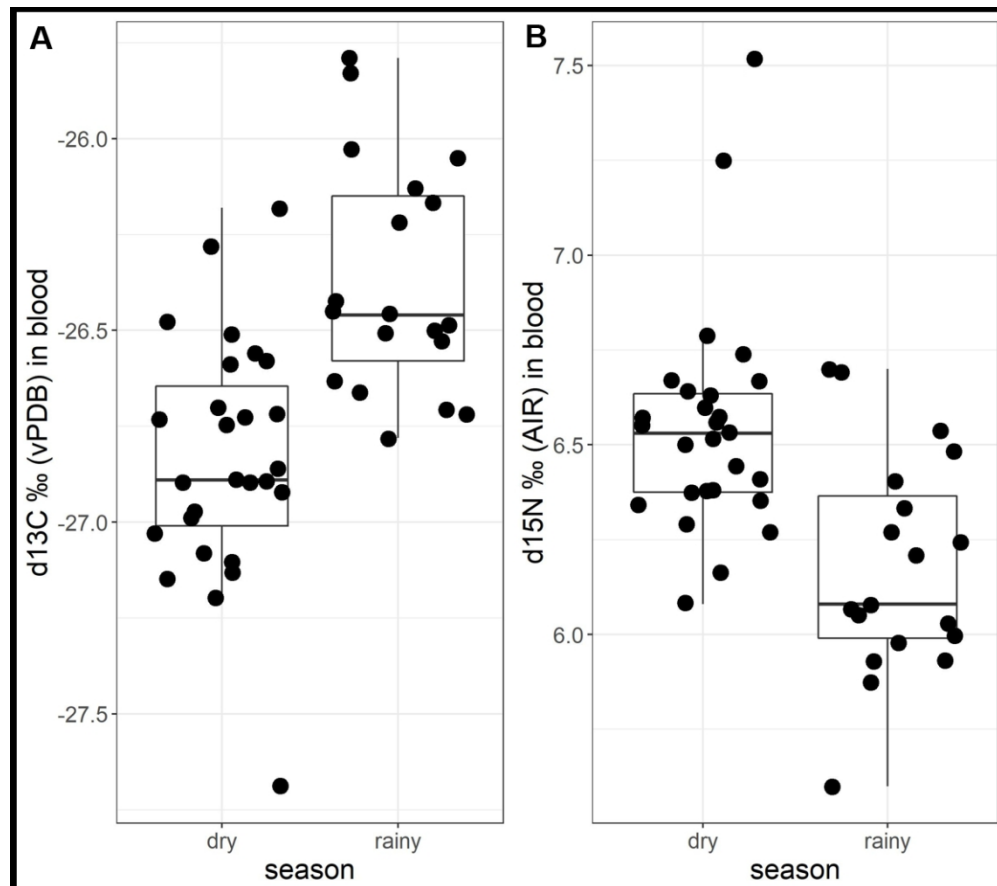 A
d13C ‰ (vPDB) in blood
-26.0
-26.5
-27.0
-27.5
dry
rainy
season
B
d15N ‰ (AIR) in blood
7.5
7.0
6.5
6.0
dry
rainy
season